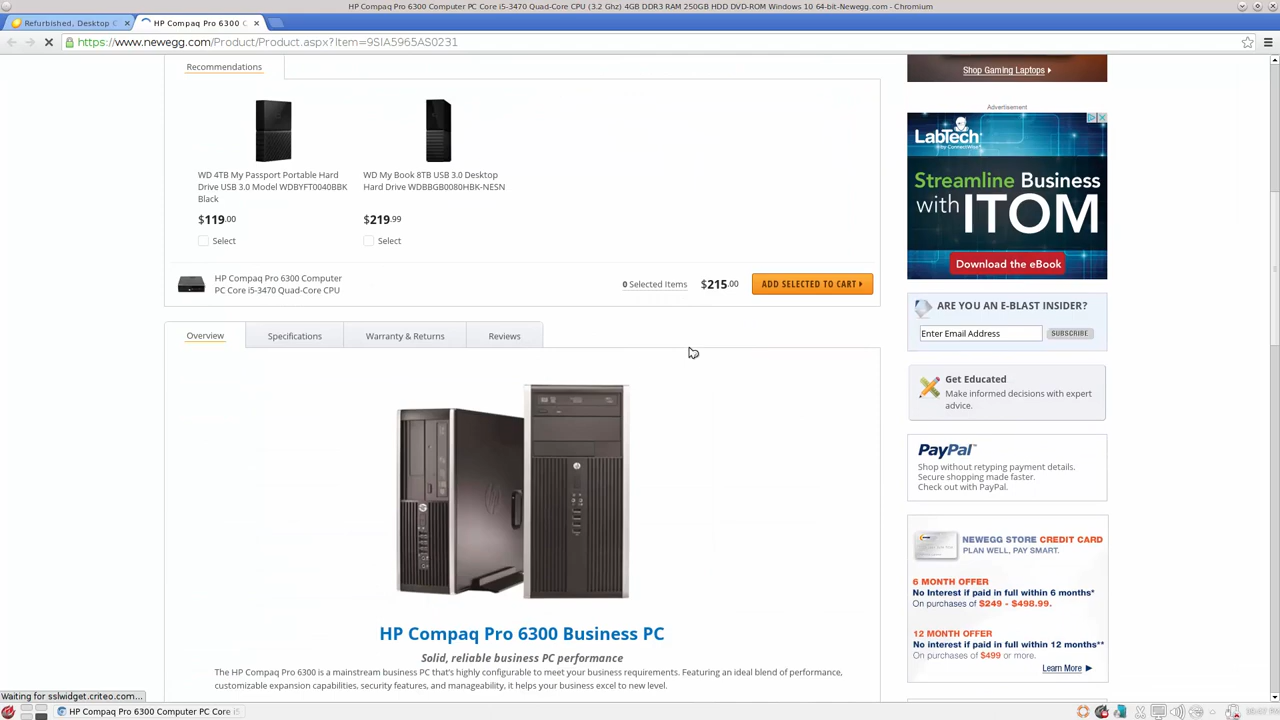 HP Compaq Pro 6300 Computer PC Core i5-3470 Quad-Core CPU (3.2 Ghz) 4GB DDR3 RAM 250GB HDD DVD-ROM Windows 10 64-bit-Newegg.com - Chromium
Refurbished, Desktop C
HP Compaq Pro 6300 C
https://www.newegg.com/Product/Product.aspx?Item=9SIA5965AS0231
Recommendations
WD 4TB My Passport Portable Hard
Drive USB 3.0 Model WDBYFT0040BBK
Black
$119.00
Select
WD My Book 8TB USB 3.0 Desktop
Hard Drive WDBBGB0080HBK-NESN
$219.99
Select
HP Compaq Pro 6300 Computer
PC Core i5-3470 Quad-Core CPU
0 Selected Items
$215.00
ADD SELECTED TO CART
Overview
Specifications
Warranty & Returns
Reviews
HP Compaq Pro 6300 Business PC
Solid, reliable business PC performance
The HP Compaq Pro 6300 is a mainstream business PC that's highly configurable to meet your business requirements. Featuring an ideal blend of performance,
customizable expansion capabilities, security features, and manageability, it helps your business excel to new level.
Shop Gaming Laptops
Advertisement
LabTech
by ConnectWise
Streamline Business
with ITOM
Download the eBook
ARE YOU AN E-BLAST INSIDER?
Enter Email Address
SUBSCRIBE
Get Educated
Make informed decisions with expert
advice.
PayPal
Shop without retyping payment details.
Secure shopping made faster.
Check out with PayPal.
NEWEGG STORE CREDIT CARD
PLAN WELL, PAY SMART.
6 MONTH OFFER
No Interest if paid in full within 6 months*
On purchases of $249 - $498.99.
12 MONTH OFFER
No interest if paid in full within 12 months**
On purchases of $499 or more.
Learn More
Waiting for sslwidget.criteo.com...
HP Compaq Pro 6300 Computer PC Core i5